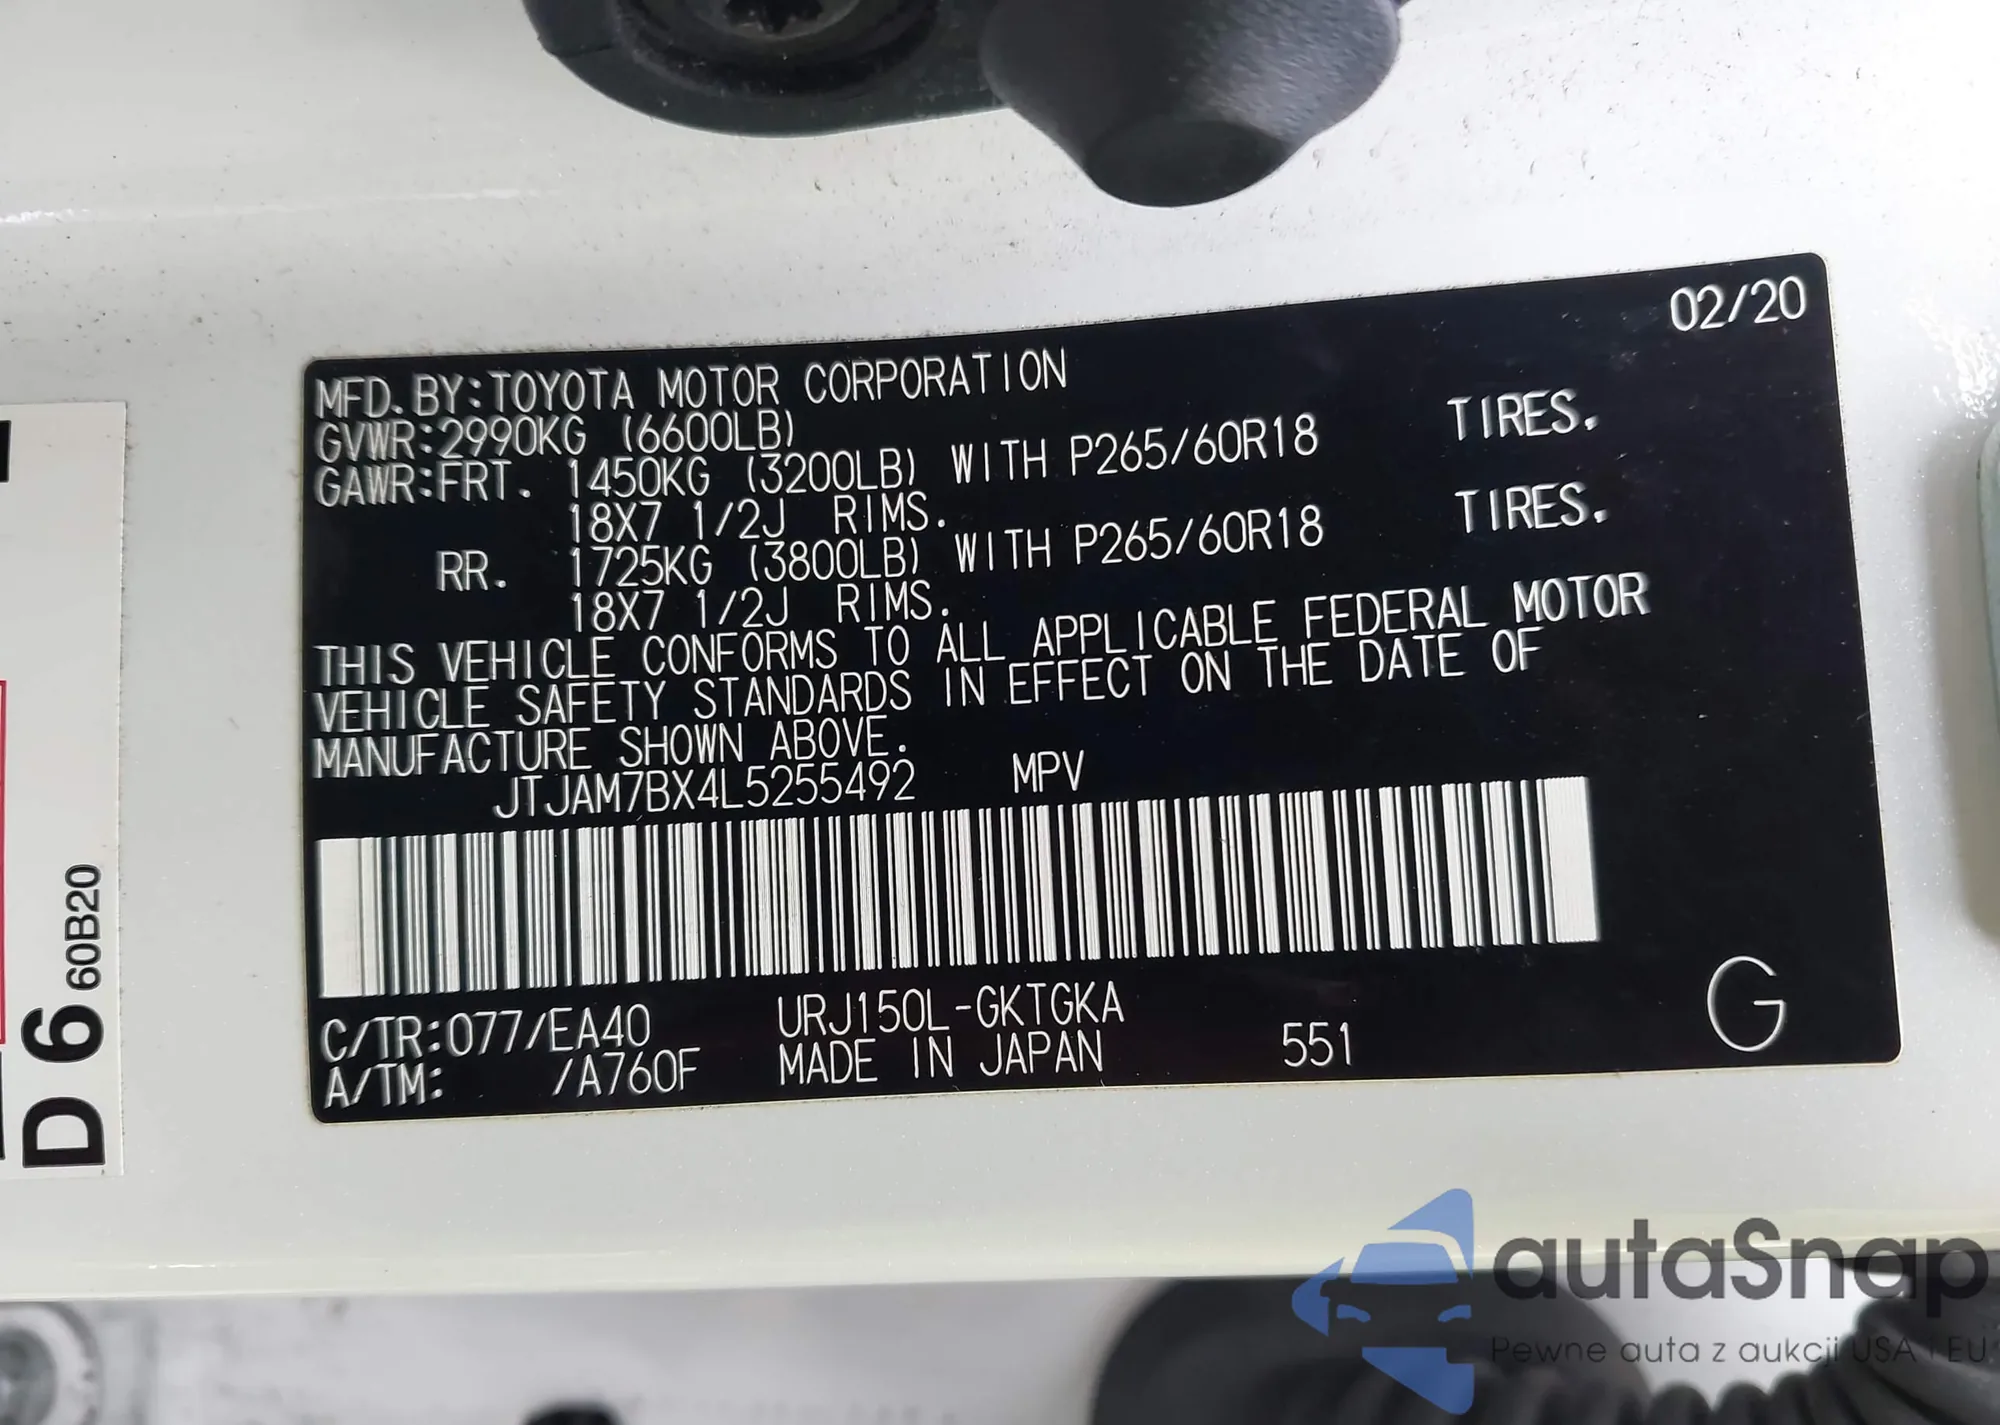 02/20
MFD. BY:TOYOTA MOTOR CORPORATION
GVWR:2990KG (6600LB)
GAWR:FRT. 1450KG (3200LB) WITH P265/60R18 TIRES.
18X7 1/2J RIMS.
RR. 1725KG (3800LB) WITH P265/60R18 TIRES.
18X7 1/2J RIMS.
THIS VEHICLE CONFORMS TO ALL APPLICABLE FEDERAL MOTOR
VEHICLE SAFETY STANDARDS IN EFFECT ON THE DATE OF
MANUFACTURE SHOWN ABOVE.
JTJAM7BX4L5255492 MPV
C/TR:077/EA40 URJ150L-GKTGKA
A/TM: /A760F MADE IN JAPAN 551 G
D 6 60B20
autoSnap
Pewne auta z aukcji USA i EU